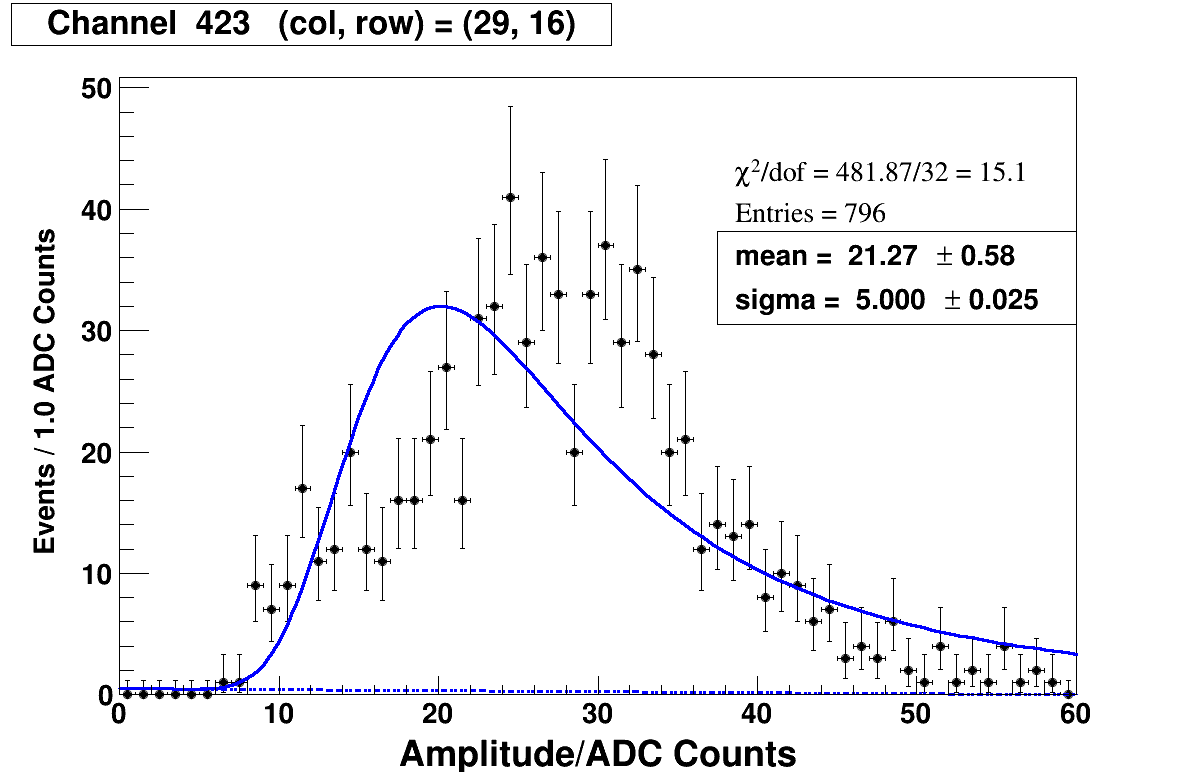 Channel 423 (col, row) = (29, 16)
50
40
30
20
10
0
Events / 1.0 ADC Counts
χ²/dof = 481.87/32 = 15.1
Entries = 796
mean = 21.27 ± 0.58
sigma = 5.000 ± 0.025
0 10 20 30 40 50 60
Amplitude/ADC Counts